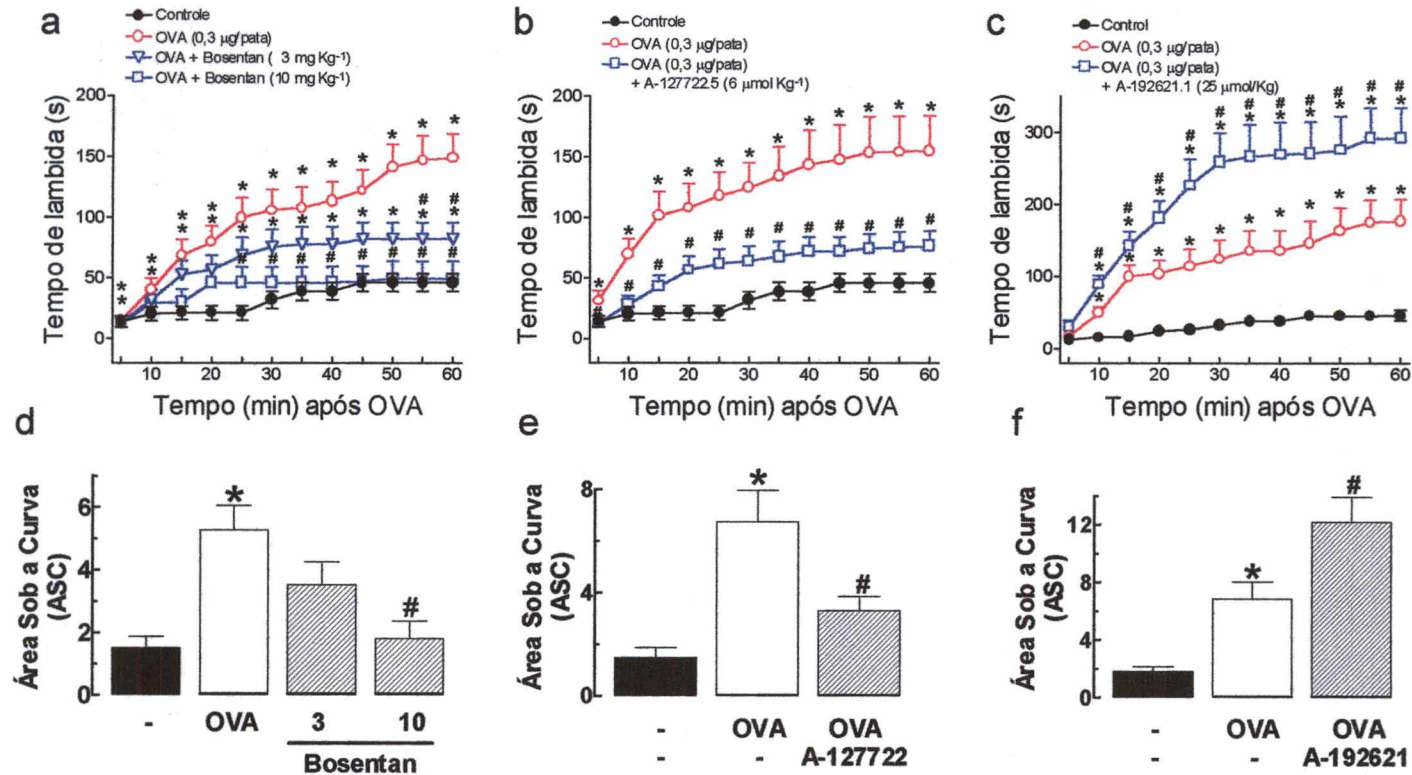 a
Controle
OVA (0,3 μg/pata)
OVA + Bosentan ( 3 mg Kg-1)
OVA + Bosentan (10 mg Kg-1)
Tempo de lambida (s)
200
150
100
50
0
10 20 30 40 50 60
Tempo (min) após OVA
b
Controle
OVA (0,3 μg/pata)
OVA (0,3 μg/pata)
+ A-127722.5 (6 μmol Kg-1)
Tempo de lambida (s)
200
150
100
50
0
10 20 30 40 50 60
Tempo (min) após OVA
c
Control
OVA (0,3 μg/pata)
OVA (0,3 μg/pata)
+ A-192621.1 (25 μmol/Kg)
Tempo de lambida (s)
300
200
100
0
10 20 30 40 50 60
Tempo (min) após OVA
d
Área Sob a Curva
(ASC)
6
4
2
0
*
#
- OVA 3 10
Bosentan
e
Área Sob a Curva
(ASC)
8
4
0
*
#
- OVA OVA
- - A-127722
f
Área Sob a Curva
(ASC)
12
8
4
0
*
#
- OVA OVA
- - A-192621